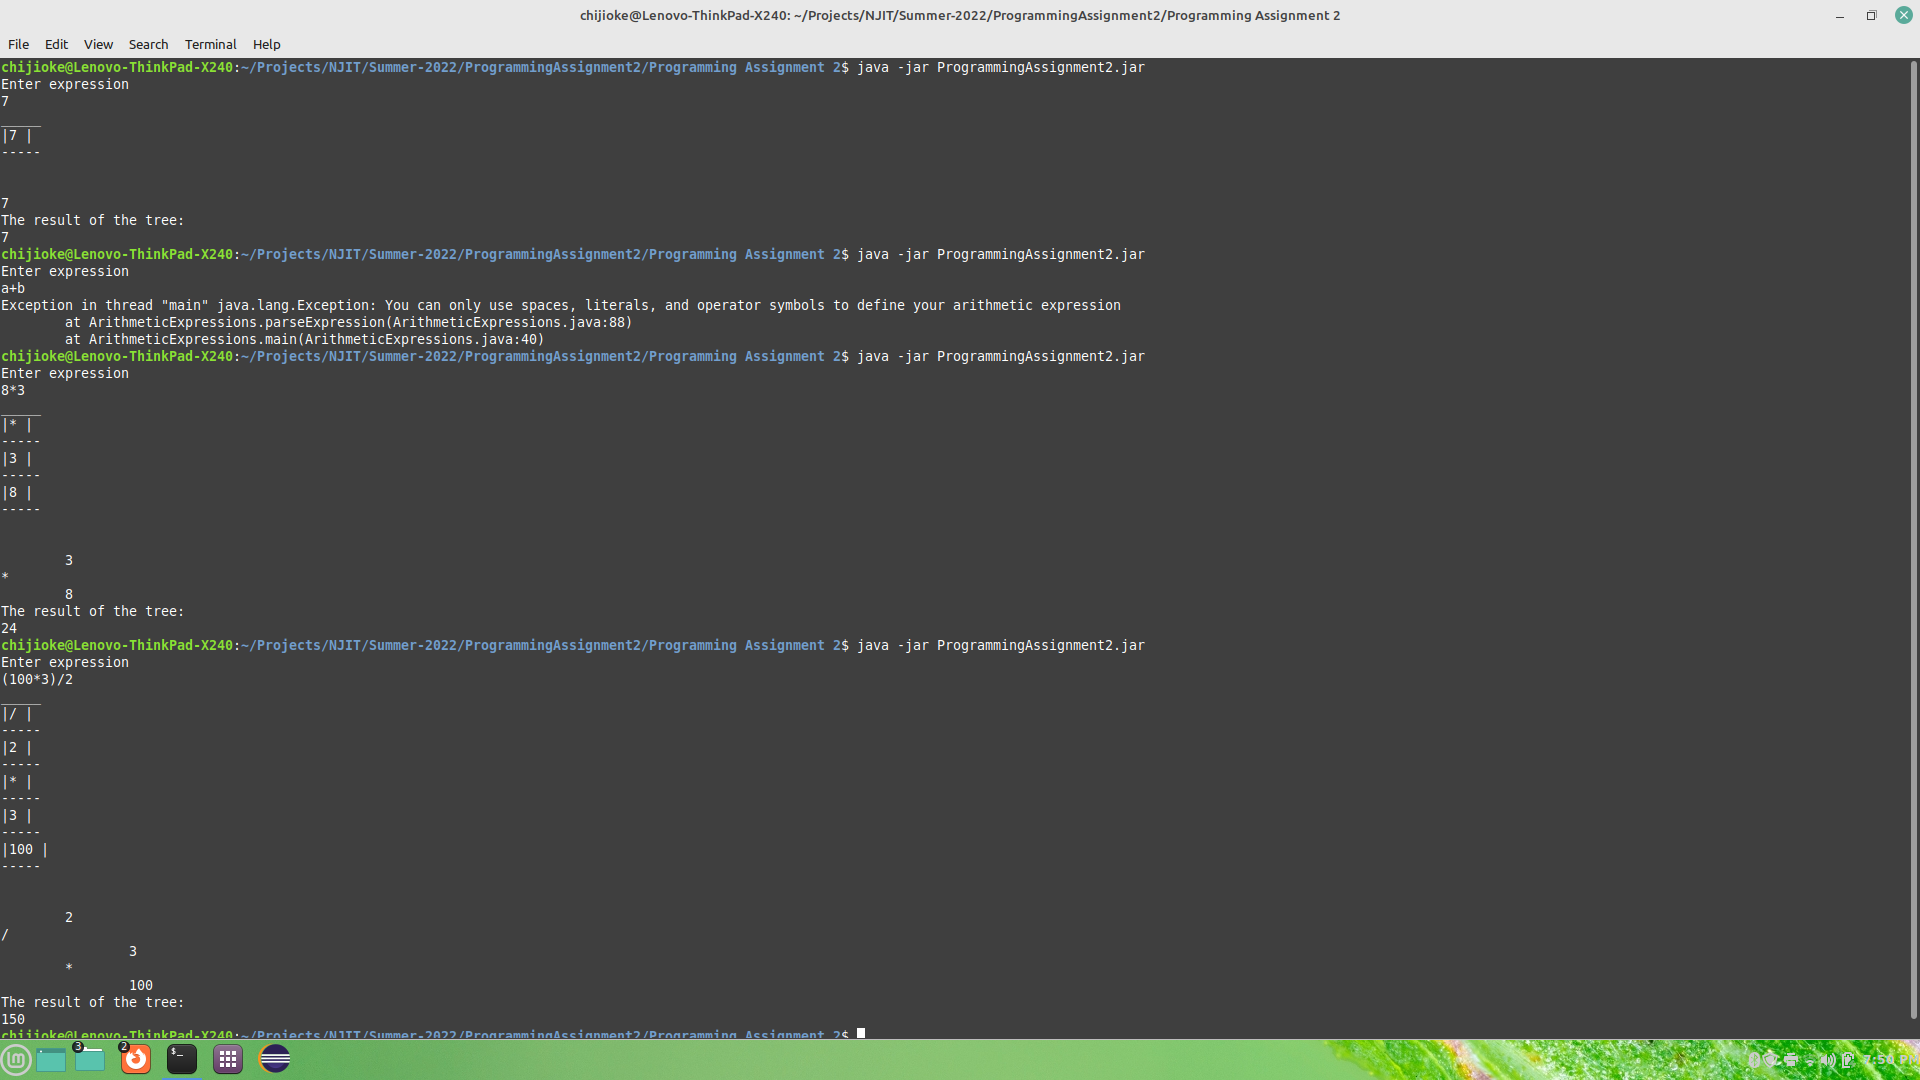 chijioke@Lenovo-ThinkPad-X240: ~/Projects/NJIT/Summer-2022/ProgrammingAssignment2/Programming Assignment 2
File Edit View Search Terminal Help
chijioke@Lenovo-ThinkPad-X240:~/Projects/NJIT/Summer-2022/ProgrammingAssignment2/Programming Assignment 2$ java -jar ProgrammingAssignment2.jar
Enter expression
7
_____
|7 |
-----
7
The result of the tree:
7
chijioke@Lenovo-ThinkPad-X240:~/Projects/NJIT/Summer-2022/ProgrammingAssignment2/Programming Assignment 2$ java -jar ProgrammingAssignment2.jar
Enter expression
a+b
Exception in thread "main" java.lang.Exception: You can only use spaces, literals, and operator symbols to define your arithmetic expression
        at ArithmeticExpressions.parseExpression(ArithmeticExpressions.java:88)
        at ArithmeticExpressions.main(ArithmeticExpressions.java:40)
chijioke@Lenovo-ThinkPad-X240:~/Projects/NJIT/Summer-2022/ProgrammingAssignment2/Programming Assignment 2$ java -jar ProgrammingAssignment2.jar
Enter expression
8*3
_____
|* |
-----
|3 |
-----
|8 |
-----
        3
*
        8
The result of the tree:
24
chijioke@Lenovo-ThinkPad-X240:~/Projects/NJIT/Summer-2022/ProgrammingAssignment2/Programming Assignment 2$ java -jar ProgrammingAssignment2.jar
Enter expression
(100*3)/2
_____
|/ |
-----
|2 |
-----
|* |
-----
|3 |
-----
|100 |
-----
        2
/
                3
        *
                100
The result of the tree:
150
chijioke@Lenovo-ThinkPad-X240:~/Projects/NJIT/Summer-2022/ProgrammingAssignment2/Programming Assignment 2$
3 2 $_ 7:50